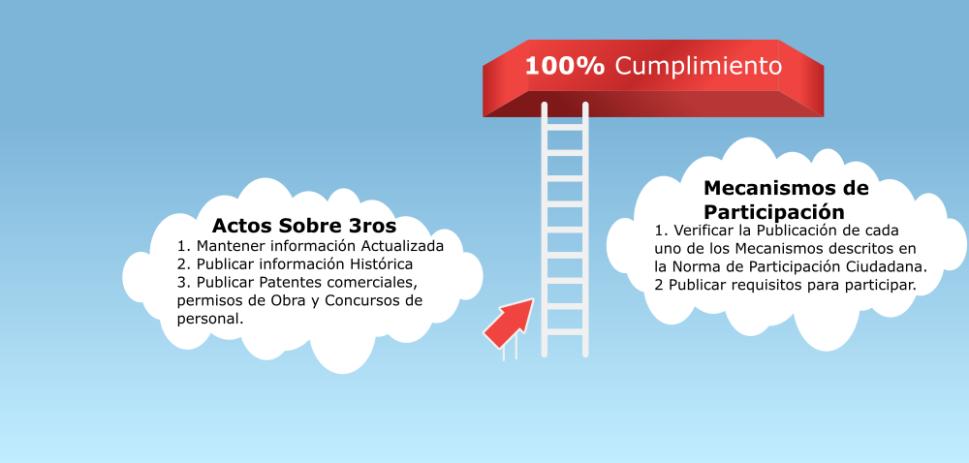 100% Cumplimiento
Actos Sobre 3ros
1. Mantener información Actualizada
2. Publicar información Histórica
3. Publicar Patentes comerciales,
permisos de Obra y Concursos de
personal.
Mecanismos de
Participación
1. Verificar la Publicación de cada
uno de los Mecanismos descritos en
la Norma de Participación Ciudadana.
2 Publicar requisitos para participar.